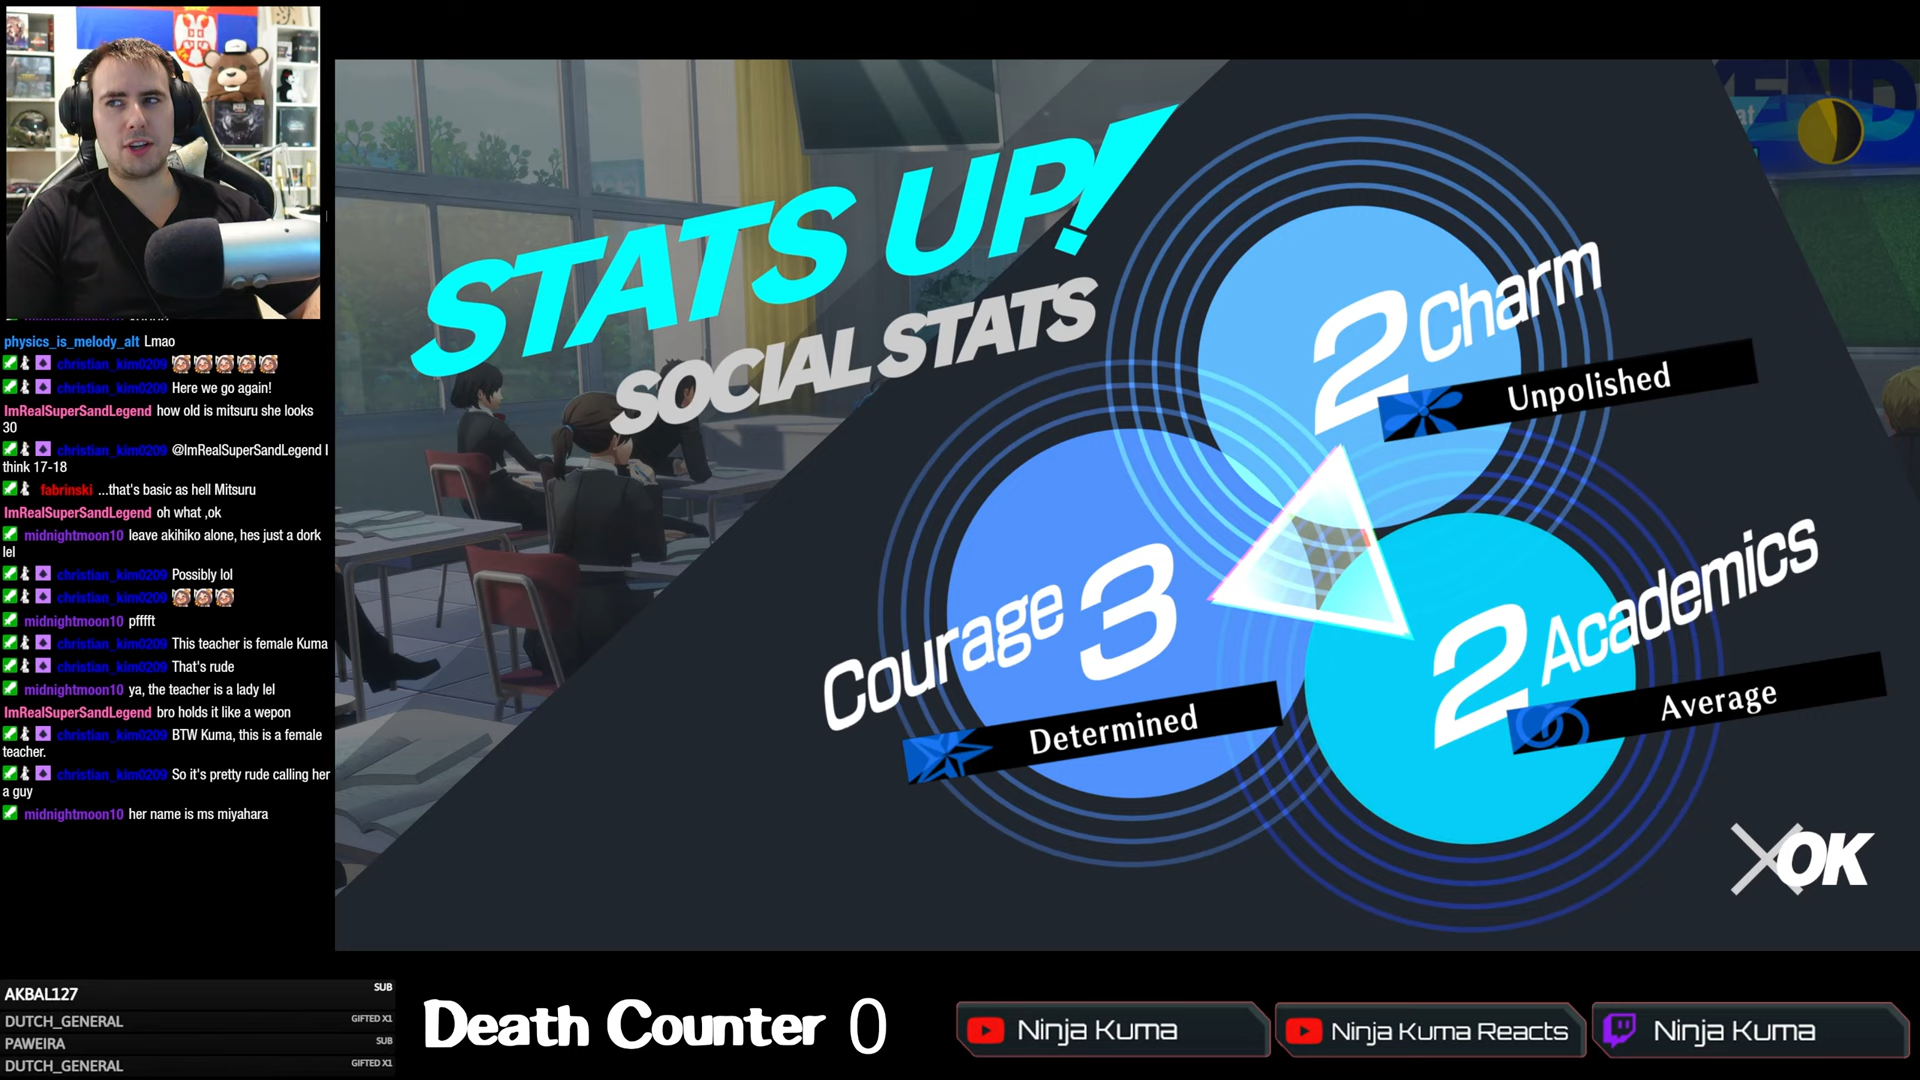 physics_is_melody_alt Lmao
christian_kim0209
christian_kim0209 Here we go again!
ImRealSuperSandLegend how old is mitsuru she looks
30
christian_kim0209 @ImRealSuperSandLegend I
think 17-18
fabrinski ...that's basic as hell Mitsuru
ImRealSuperSandLegend oh what ,ok
midnightmoon10 leave akihiko alone, hes just a dork
lel
christian_kim0209 Possibly lol
christian_kim0209
midnightmoon10 pfffft
christian_kim0209 This teacher is female Kuma
christian_kim0209 That's rude
midnightmoon10 ya, the teacher is a lady lel
ImRealSuperSandLegend bro holds it like a wepon
christian_kim0209 BTW Kuma, this is a female
teacher.
christian_kim0209 So it's pretty rude calling her
a guy
midnightmoon10 her name is ms miyahara
STATS UP!
SOCIAL STATS
2 Charm
Unpolished
Courage 3
Determined
2 Academics
Average
OK
AKBAL127 SUB
DUTCH_GENERAL GIFTED X1
PAWEIRA SUB
DUTCH_GENERAL GIFTED X1
Death Counter 0
Ninja Kuma
Ninja Kuma Reacts
Ninja Kuma